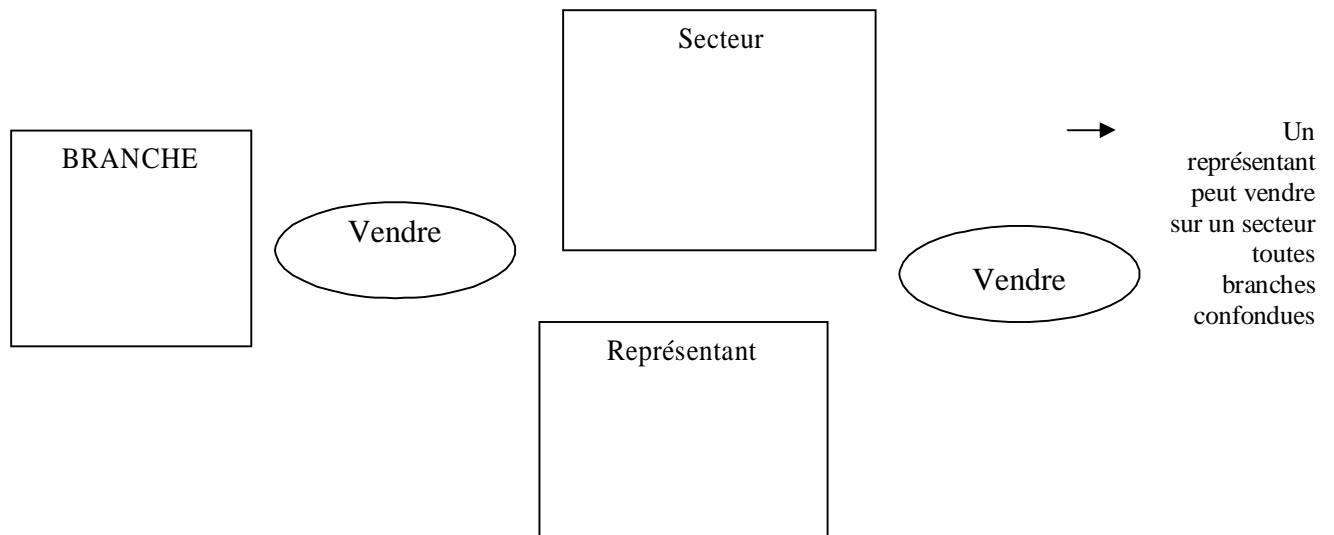 Secteur
BRANCHE
Vendre
Vendre
Représentant
Un
représentant
peut vendre
sur un secteur
toutes
branches
confondues